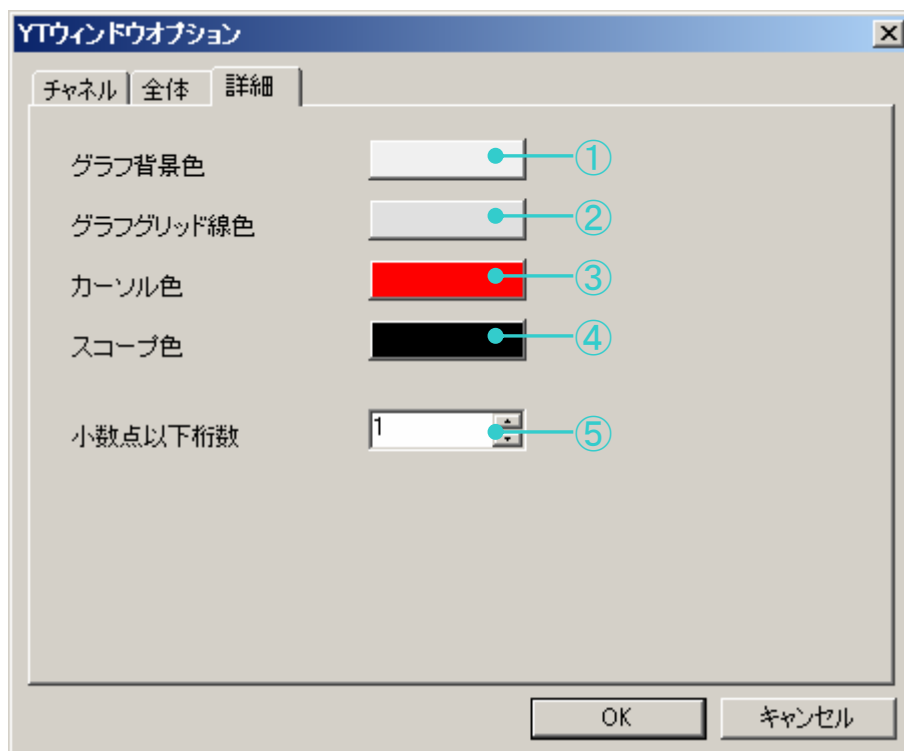 YTウィンドウオプション
チャネル 全体 詳細
グラフ背景色 ①
グラフグリッド線色 ②
カーソル色 ③
スコープ色 ④
小数点以下桁数 1 ⑤
OK キャンセル